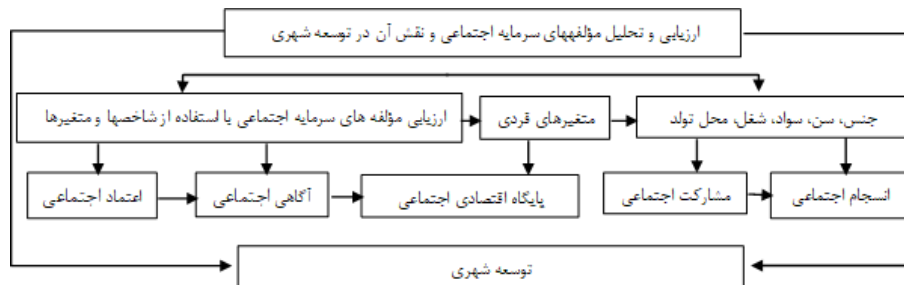 ارزیابی و تحلیل مؤلفههای سرمایه اجتماعی و نقش آن در توسعه شهری
جنس، سن، سواد، شغل، محل تولد
متغیرهای فردی
ارزیابی مؤلفه های سرمایه اجتماعی با استفاده از شاخصها و متغیرها
انسجام اجتماعی
مشارکت اجتماعی
پایگاه اقتصادی اجتماعی
آگاهی اجتماعی
اعتماد اجتماعی
توسعه شهری